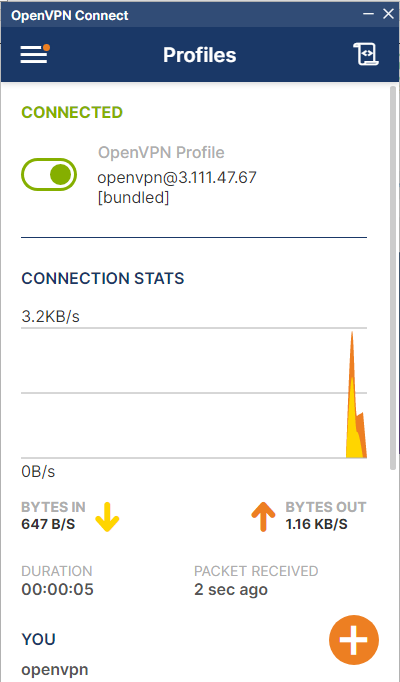 OpenVPN Connect
Profiles
CONNECTED
OpenVPN Profile
openvpn@3.111.47.67
[bundled]
CONNECTION STATS
3.2KB/s
0B/s
BYTES IN
647 B/S
BYTES OUT
1.16 KB/S
DURATION
00:00:05
PACKET RECEIVED
2 sec ago
YOU
openvpn